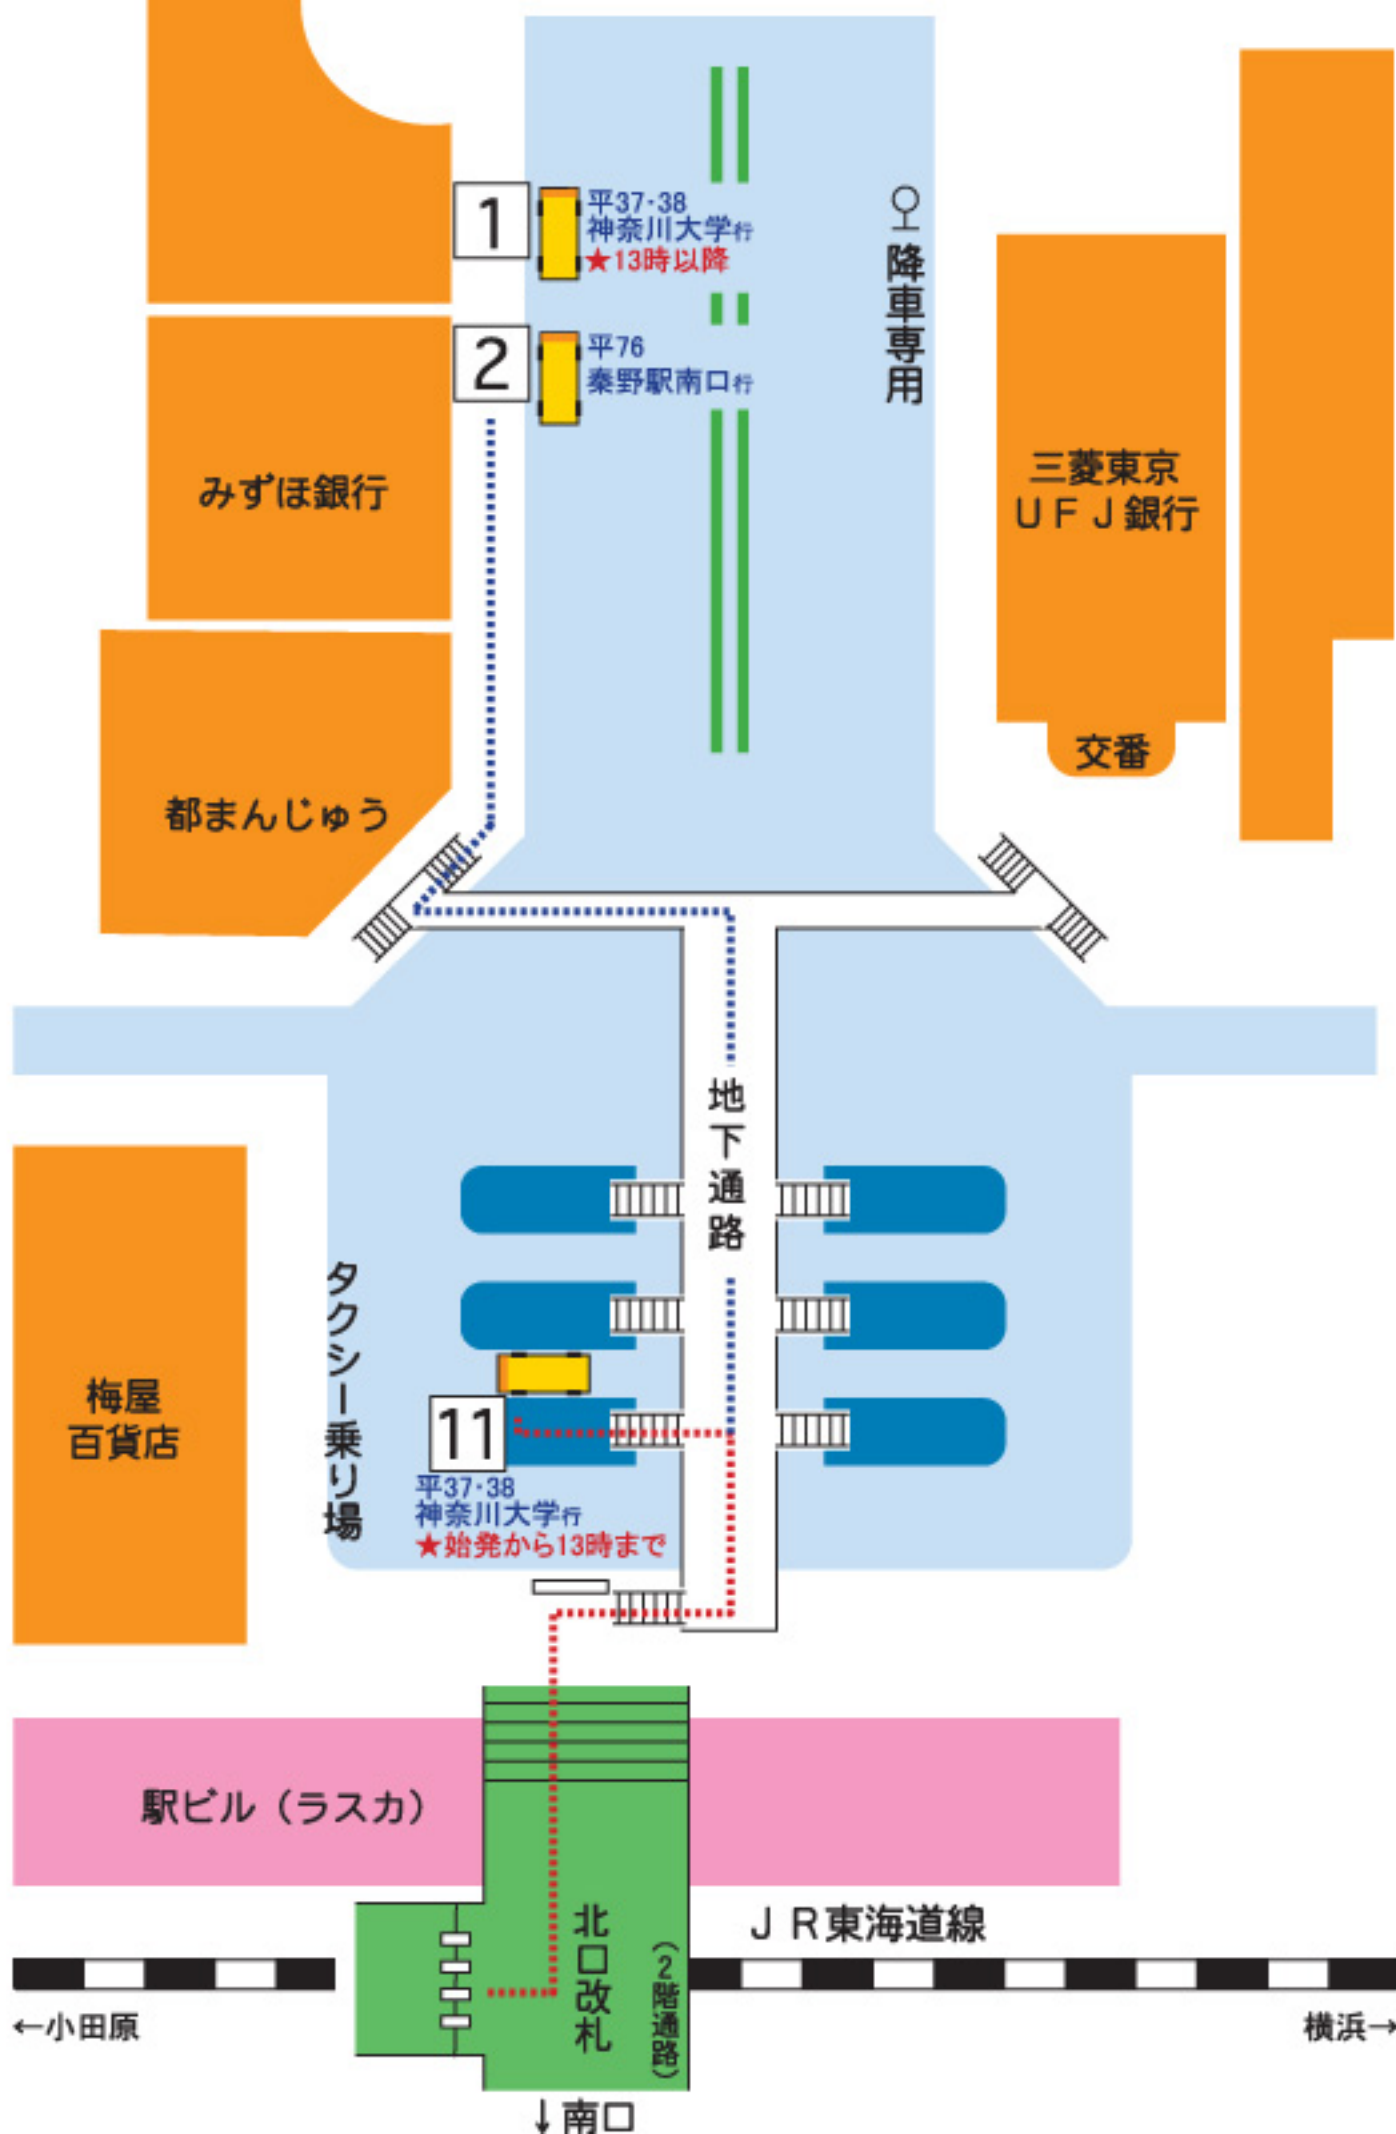 1
平37・38
神奈川大学行
★13時以降
降車専用
2
平76
秦野駅南口行
みずほ銀行
三菱東京
UFJ銀行
交番
都まんじゅう
地下通路
タクシー乗り場
梅屋
百貨店
11
平37・38
神奈川大学行
★始発から13時まで
駅ビル（ラスカ）
北口改札
（2階通路）
JR東海道線
←小田原
横浜→
↓南口